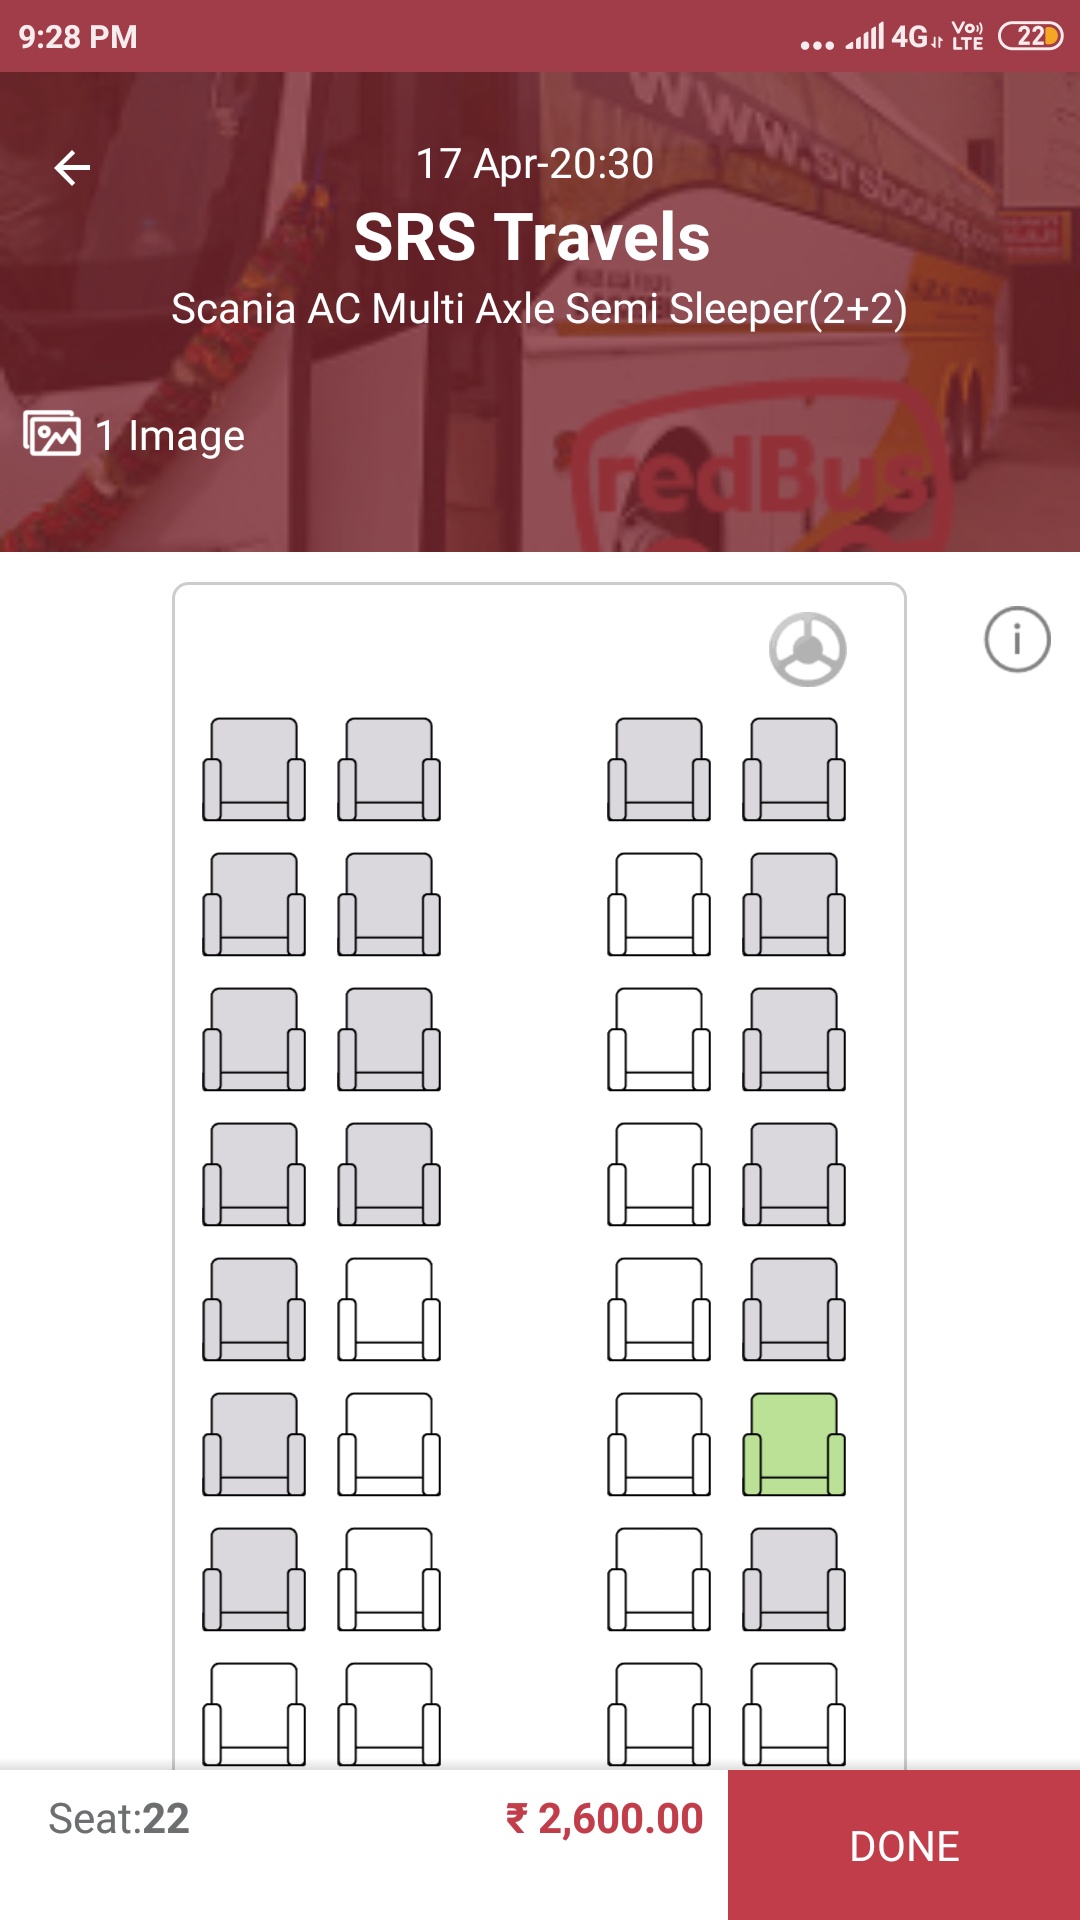 9:28 PM
4G
Vo
LTE
22
www.srsbooking.com
17 Apr-20:30
SRS Travels
Scania AC Multi Axle Semi Sleeper(2+2)
1 Image
redBus
i
Seat:22
₹ 2,600.00
DONE